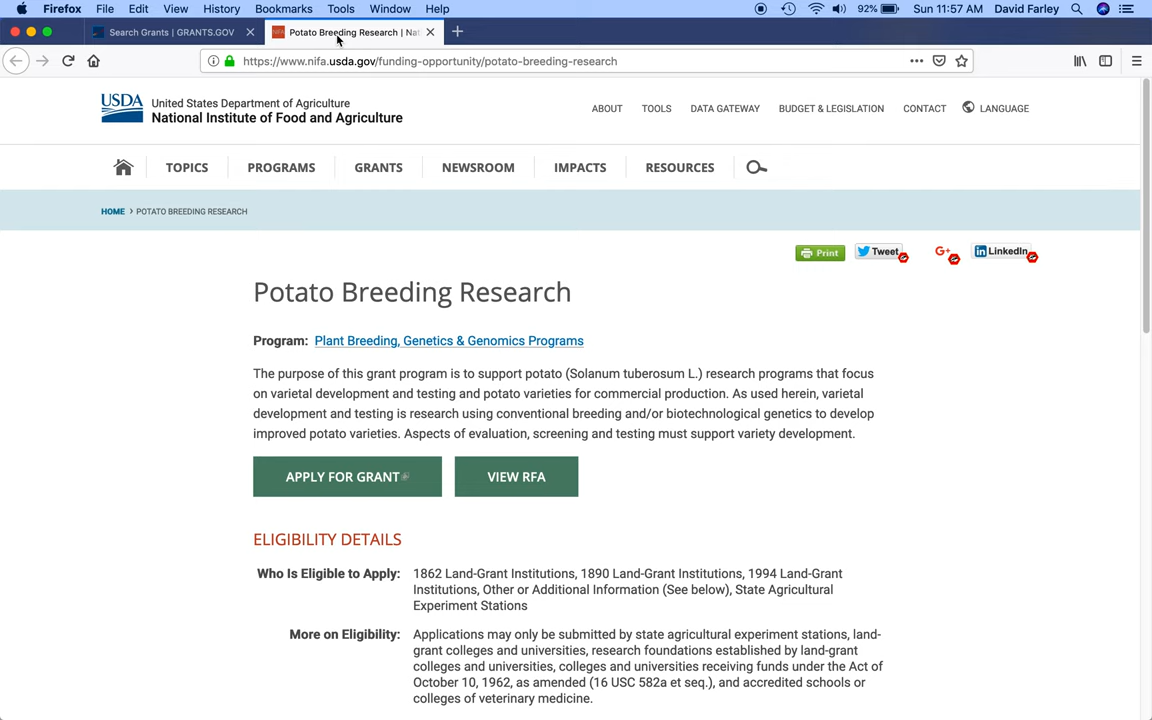 Firefox File Edit View History Bookmarks Tools Window Help 92% Sun 11:57 AM David Farley
Search Grants | GRANTS.GOV Potato Breeding Research | Nat
https://www.nifa.usda.gov/funding-opportunity/potato-breeding-research
USDA United States Department of Agriculture
National Institute of Food and Agriculture
ABOUT TOOLS DATA GATEWAY BUDGET & LEGISLATION CONTACT LANGUAGE
TOPICS PROGRAMS GRANTS NEWSROOM IMPACTS RESOURCES
HOME › POTATO BREEDING RESEARCH
Print Tweet G+ in LinkedIn
Potato Breeding Research
Program: Plant Breeding, Genetics & Genomics Programs
The purpose of this grant program is to support potato (Solanum tuberosum L.) research programs that focus
on varietal development and testing and potato varieties for commercial production. As used herein, varietal
development and testing is research using conventional breeding and/or biotechnological genetics to develop
improved potato varieties. Aspects of evaluation, screening and testing must support variety development.
APPLY FOR GRANT VIEW RFA
ELIGIBILITY DETAILS
Who Is Eligible to Apply: 1862 Land-Grant Institutions, 1890 Land-Grant Institutions, 1994 Land-Grant
Institutions, Other or Additional Information (See below), State Agricultural
Experiment Stations
More on Eligibility: Applications may only be submitted by state agricultural experiment stations, land-
grant colleges and universities, research foundations established by land-grant
colleges and universities, colleges and universities receiving funds under the Act of
October 10, 1962, as amended (16 USC 582a et seq.), and accredited schools or
colleges of veterinary medicine.